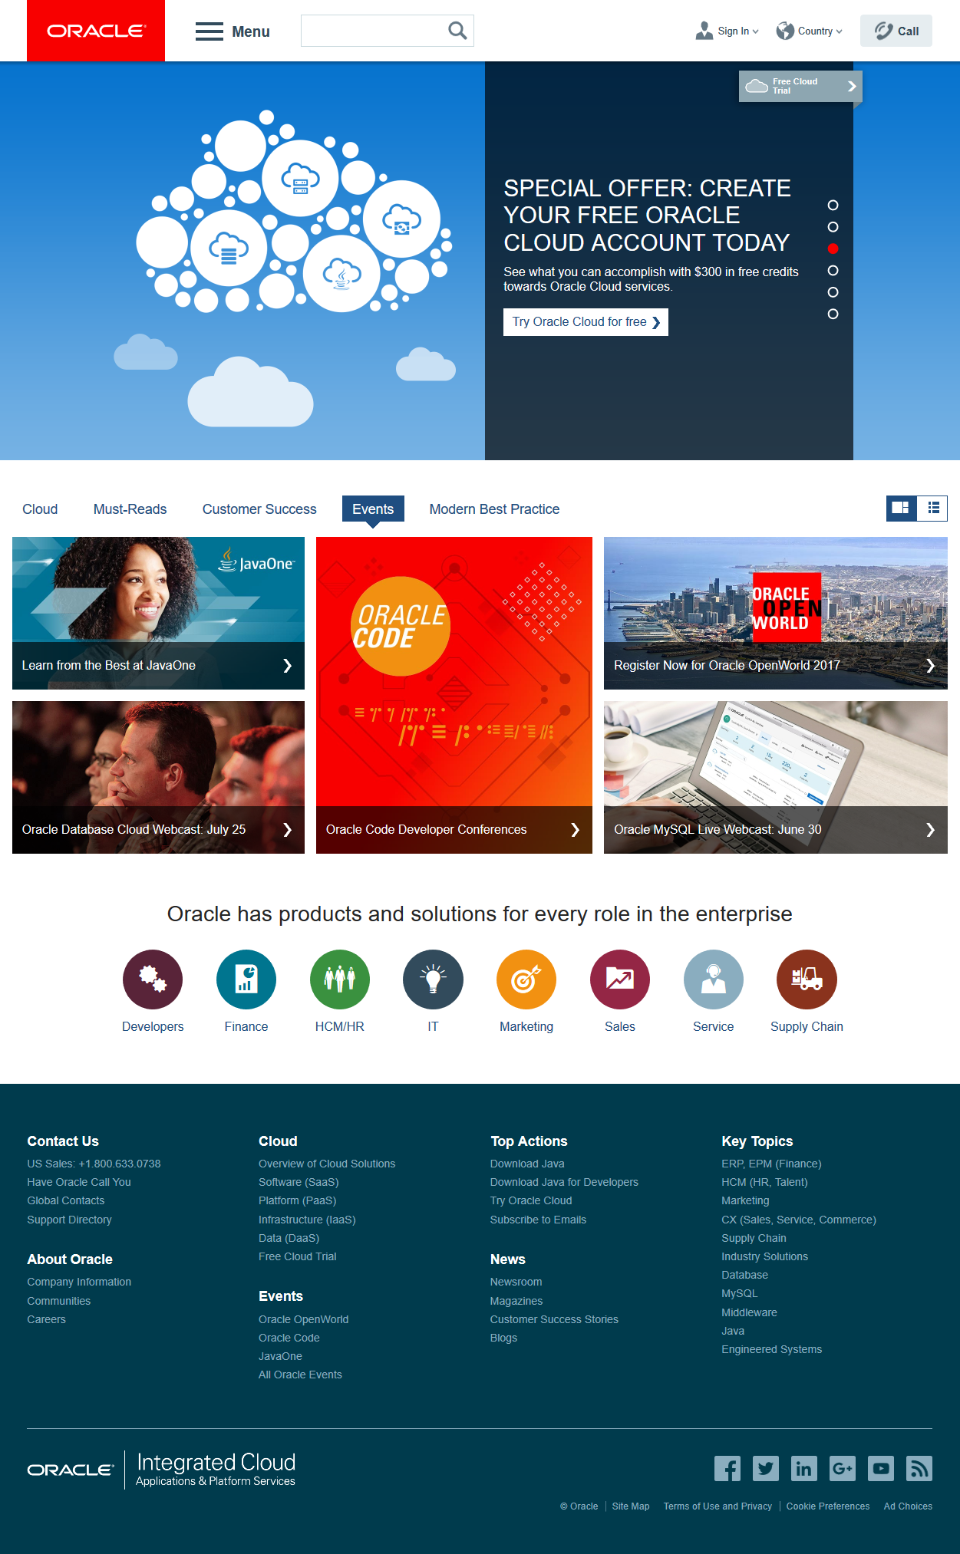 ORACLE
Menu
Sign In
Country
Call
Free Cloud
Trial
SPECIAL OFFER: CREATE
YOUR FREE ORACLE
CLOUD ACCOUNT TODAY
See what you can accomplish with $300 in free credits
towards Oracle Cloud services.
Try Oracle Cloud for free
Cloud
Must-Reads
Customer Success
Events
Modern Best Practice
JavaOne
Learn from the Best at JavaOne
ORACLE
CODE
Oracle Code Developer Conferences
ORACLE
OPEN
WORLD
Register Now for Oracle OpenWorld 2017
Oracle Database Cloud Webcast: July 25
Oracle MySQL Live Webcast: June 30
Oracle has products and solutions for every role in the enterprise
Developers
Finance
HCM/HR
IT
Marketing
Sales
Service
Supply Chain
Contact Us
US Sales: +1.800.633.0738
Have Oracle Call You
Global Contacts
Support Directory
About Oracle
Company Information
Communities
Careers
Cloud
Overview of Cloud Solutions
Software (SaaS)
Platform (PaaS)
Infrastructure (IaaS)
Data (DaaS)
Free Cloud Trial
Events
Oracle OpenWorld
Oracle Code
JavaOne
All Oracle Events
Top Actions
Download Java
Download Java for Developers
Try Oracle Cloud
Subscribe to Emails
News
Newsroom
Magazines
Customer Success Stories
Blogs
Key Topics
ERP, EPM (Finance)
HCM (HR, Talent)
Marketing
CX (Sales, Service, Commerce)
Supply Chain
Industry Solutions
Database
MySQL
Middleware
Java
Engineered Systems
ORACLE
Integrated Cloud
Applications & Platform Services
© Oracle
Site Map
Terms of Use and Privacy
Cookie Preferences
Ad Choices